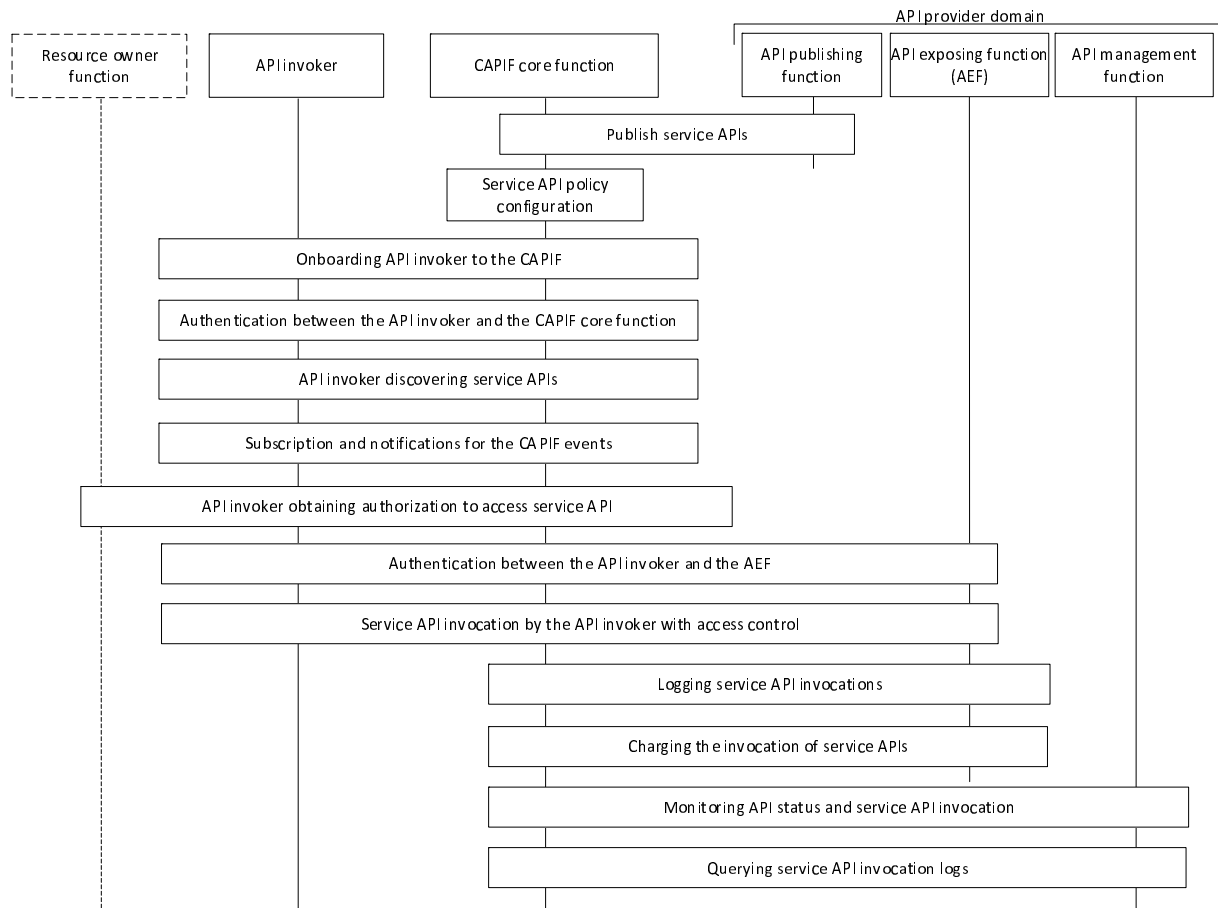 API provider domain
Resource owner
function
API invoker
CAPIF core function
API publishing
function
API exposing function
(AEF)
API management
function
Publish service APIs
Service API policy
configuration
Onboarding API invoker to the CAPIF
Authentication between the API invoker and the CAPIF core function
API invoker discovering service APIs
Subscription and notifications for the CAPIF events
API invoker obtaining authorization to access service API
Authentication between the API invoker and the AEF
Service API invocation by the API invoker with access control
Logging service API invocations
Charging the invocation of service APIs
Monitoring API status and service API invocation
Querying service API invocation logs